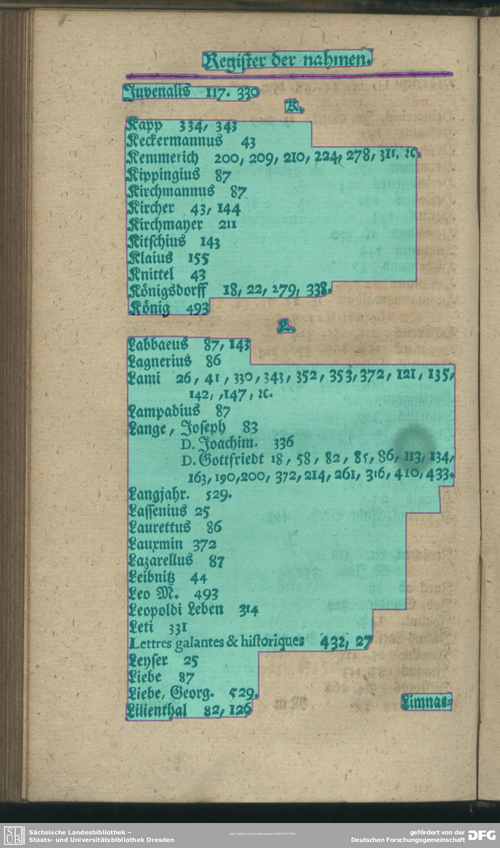 Register der nahmen.
Juvenalis 117. 330
K.
Kapp 334, 343
Keckermannus 43
Kemmerich 200, 209, 210, 224, 278, 311, ꝛc.
Kippingius 87
Kirchmannus 87
Kircher 43, 144
Kirchmayer 211
Kitschius 143
Klaius 155
Knittel 43
Königsdorff 18, 22, 279, 338.
König 493
L.
Labbaeus 87, 143
Lagnerius 86
Lami 26, 41, 330, 343, 352, 353, 372, 121, 135,
142, ,147, ꝛc.
Lampadius 87
Lange, Joseph 83
D. Joachim. 336
D. Gottfriedt 18, 58, 82, 85, 86, 113, 134,
163, 190, 200, 372, 214, 261, 316, 410, 433.
Langjahr. 529.
Lassenius 25
Laurettus 86
Lauxmin 372
Lazarellus 87
Leibnitz 44
Leo M. 493
Leopoldi Leben 314
Leti 331
Lettres galantes & historiques 432, 27
Leyser 25
Liebe 87
Liebe, Georg. 529.
Lilienthal 82, 126
Limnae-
Sächsische Landesbibliothek –
Staats- und Universitätsbibliothek Dresden
gefördert von der
Deutschen Forschungsgemeinschaft
DFG